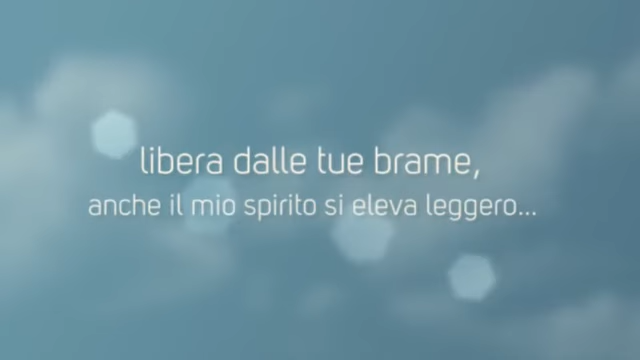 libera dalle tue brame,
anche il mio spirito si eleva leggero...